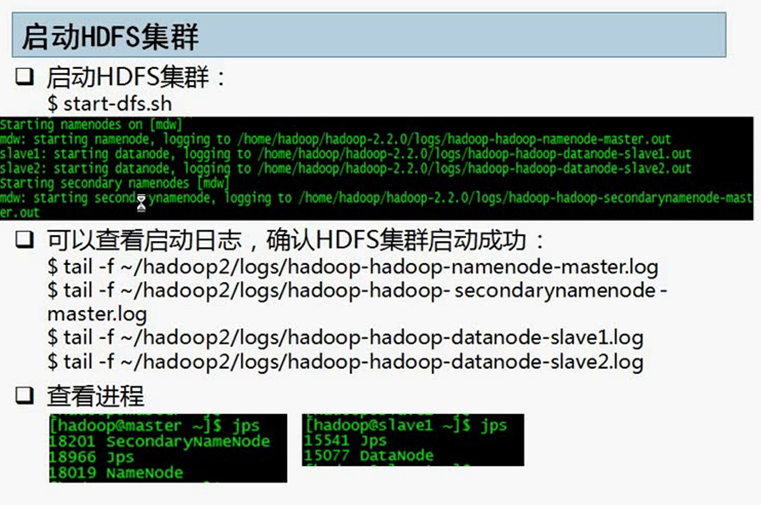 启动HDFS集群
启动HDFS集群：
$ start-dfs.sh
Starting namenodes on [mdw]
mdw: starting namenode, logging to /home/hadoop/hadoop-2.2.0/logs/hadoop-hadoop-namenode-master.out
slave1: starting datanode, logging to /home/hadoop/hadoop-2.2.0/logs/hadoop-hadoop-datanode-slave1.out
slave2: starting datanode, logging to /home/hadoop/hadoop-2.2.0/logs/hadoop-hadoop-datanode-slave2.out
Starting secondary namenodes [mdw]
mdw: starting secondarynamenode, logging to /home/hadoop/hadoop-2.2.0/logs/hadoop-hadoop-secondarynamenode-mast
er.out
可以查看启动日志，确认HDFS集群启动成功：
$ tail -f ~/hadoop2/logs/hadoop-hadoop-namenode-master.log
$ tail -f ~/hadoop2/logs/hadoop-hadoop- secondarynamenode -
master.log
$ tail -f ~/hadoop2/logs/hadoop-hadoop-datanode-slave1.log
$ tail -f ~/hadoop2/logs/hadoop-hadoop-datanode-slave2.log
查看进程
[hadoop@master ~]$ jps
18201 SecondaryNameNode
18966 Jps
18019 NameNode
[hadoop@slave1 ~]$ jps
15541 Jps
15077 DataNode